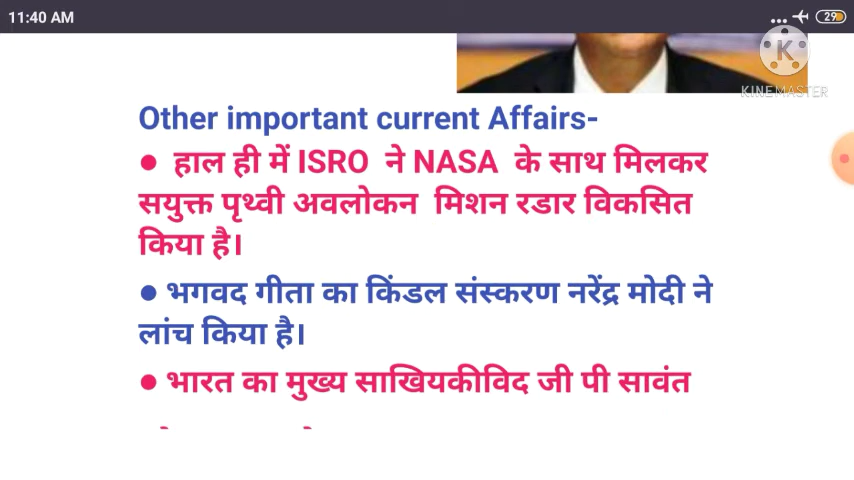 11:40 AM
29
K
KINEMASTER
Other important current Affairs-
● हाल ही में ISRO ने NASA के साथ मिलकर
सयुक्त पृथ्वी अवलोकन मिशन रडार विकसित
किया है।
● भगवद गीता का किंडल संस्करण नरेंद्र मोदी ने
लांच किया है।
● भारत का मुख्य साखियकीविद जी पी सावंत